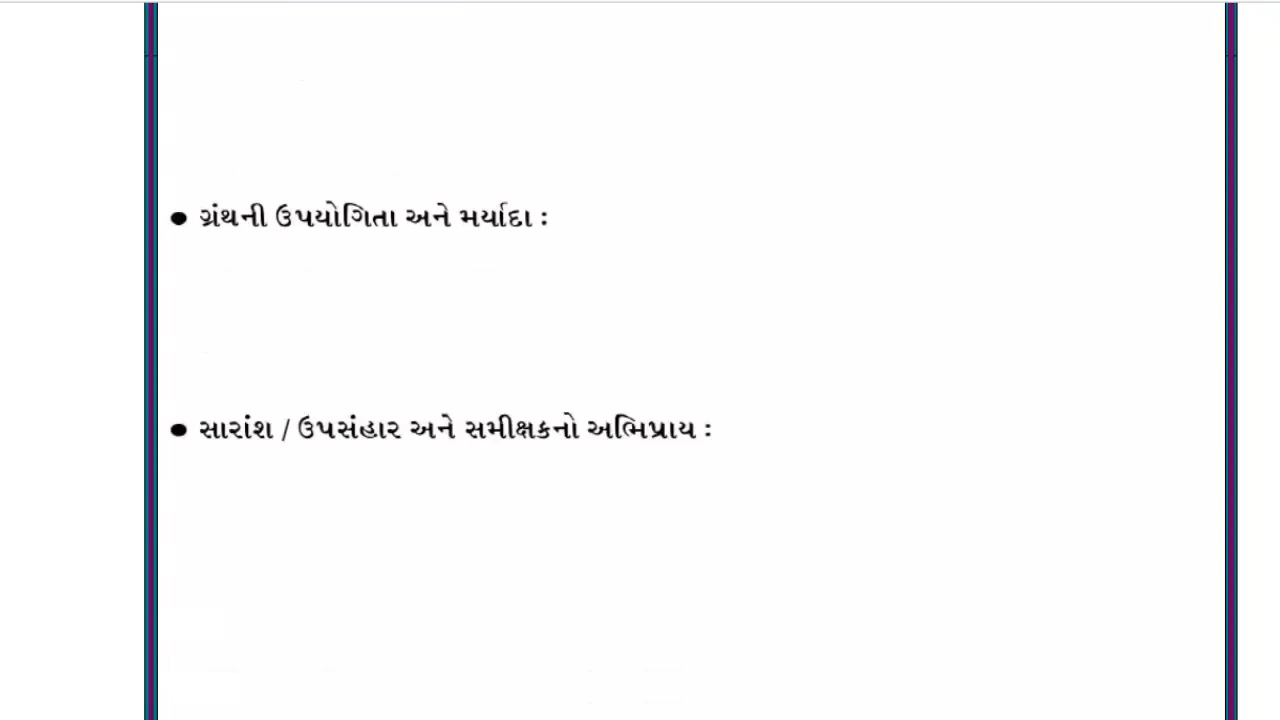 ● ગ્રંથની ઉપયોગિતા અને મર્યાદા :
● સારાંશ / ઉપસંહાર અને સમીક્ષકનો અભિપ્રાય :